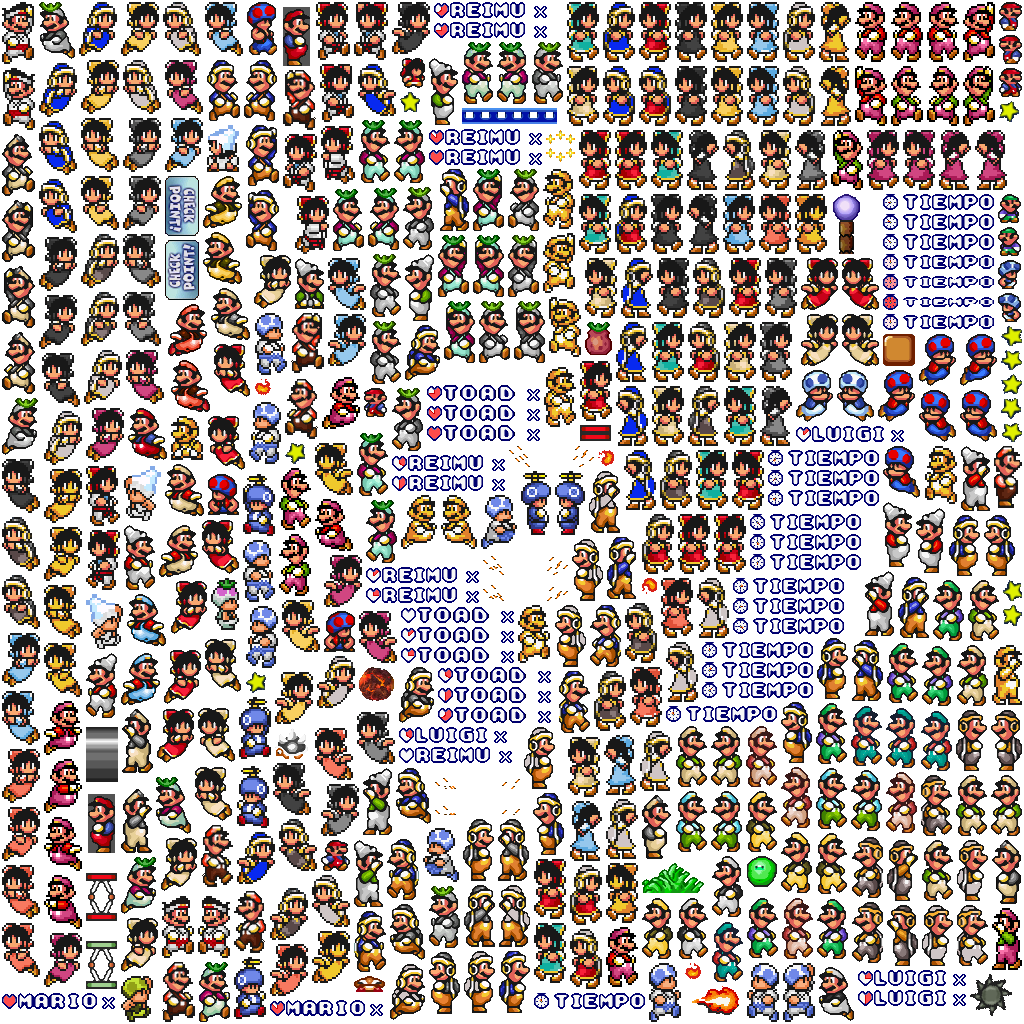 ♥REIMU x
♥REIMU x
♥REIMU x
♥REIMU x
CHECK POINT!
TIEMPO
TIEMPO
TIEMPO
CHECK POINT!
TIEMPO
TIEMPO
TIEMPO
TIEMPO
♥TOAD x
♥TOAD x
♥TOAD x
♥LUIGI x
♥REIMU x
♥REIMU x
TIEMPO
TIEMPO
TIEMPO
TIEMPO
TIEMPO
TIEMPO
♥REIMU x
♥REIMU x
TIEMPO
TIEMPO
TIEMPO
♥TOAD x
♥TOAD x
♥TOAD x
TIEMPO
TIEMPO
TIEMPO
♥TOAD x
♥TOAD x
♥TOAD x
TIEMPO
♥LUIGI x
♥REIMU x
♥LUIGI x
♥LUIGI x
♥MARIO x
♥MARIO x
TIEMPO